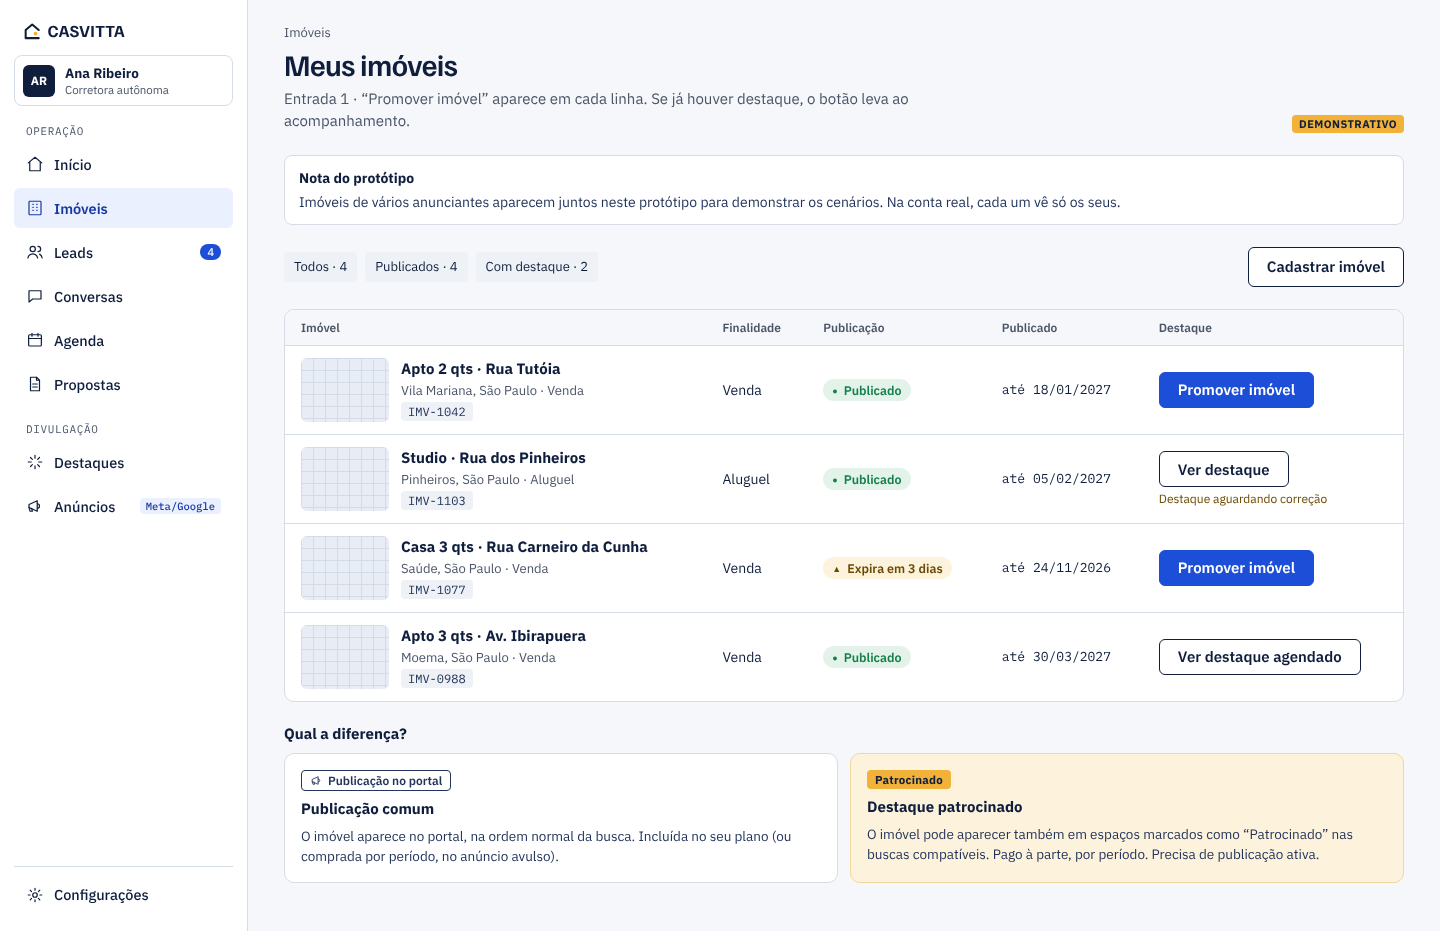 CASVITTA
AR
Ana Ribeiro
Corretora autônoma
OPERAÇÃO
Início
Imóveis
Leads 4
Conversas
Agenda
Propostas
DIVULGAÇÃO
Destaques
Anúncios Meta/Google
Configurações
Imóveis
Meus imóveis
Entrada 1 · “Promover imóvel” aparece em cada linha. Se já houver destaque, o botão leva ao
acompanhamento.
DEMONSTRATIVO
Nota do protótipo
Imóveis de vários anunciantes aparecem juntos neste protótipo para demonstrar os cenários. Na conta real, cada um vê só os seus.
Todos · 4 Publicados · 4 Com destaque · 2
Cadastrar imóvel
Imóvel Finalidade Publicação Publicado Destaque
Apto 2 qts · Rua Tutóia
Vila Mariana, São Paulo · Venda
IMV-1042
Venda
Publicado
até 18/01/2027
Promover imóvel
Studio · Rua dos Pinheiros
Pinheiros, São Paulo · Aluguel
IMV-1103
Aluguel
Publicado
até 05/02/2027
Ver destaque
Destaque aguardando correção
Casa 3 qts · Rua Carneiro da Cunha
Saúde, São Paulo · Venda
IMV-1077
Venda
Expira em 3 dias
até 24/11/2026
Promover imóvel
Apto 3 qts · Av. Ibirapuera
Moema, São Paulo · Venda
IMV-0988
Venda
Publicado
até 30/03/2027
Ver destaque agendado
Qual a diferença?
Publicação no portal
Publicação comum
O imóvel aparece no portal, na ordem normal da busca. Incluída no seu plano (ou
comprada por período, no anúncio avulso).
Patrocinado
Destaque patrocinado
O imóvel pode aparecer também em espaços marcados como “Patrocinado” nas
buscas compatíveis. Pago à parte, por período. Precisa de publicação ativa.